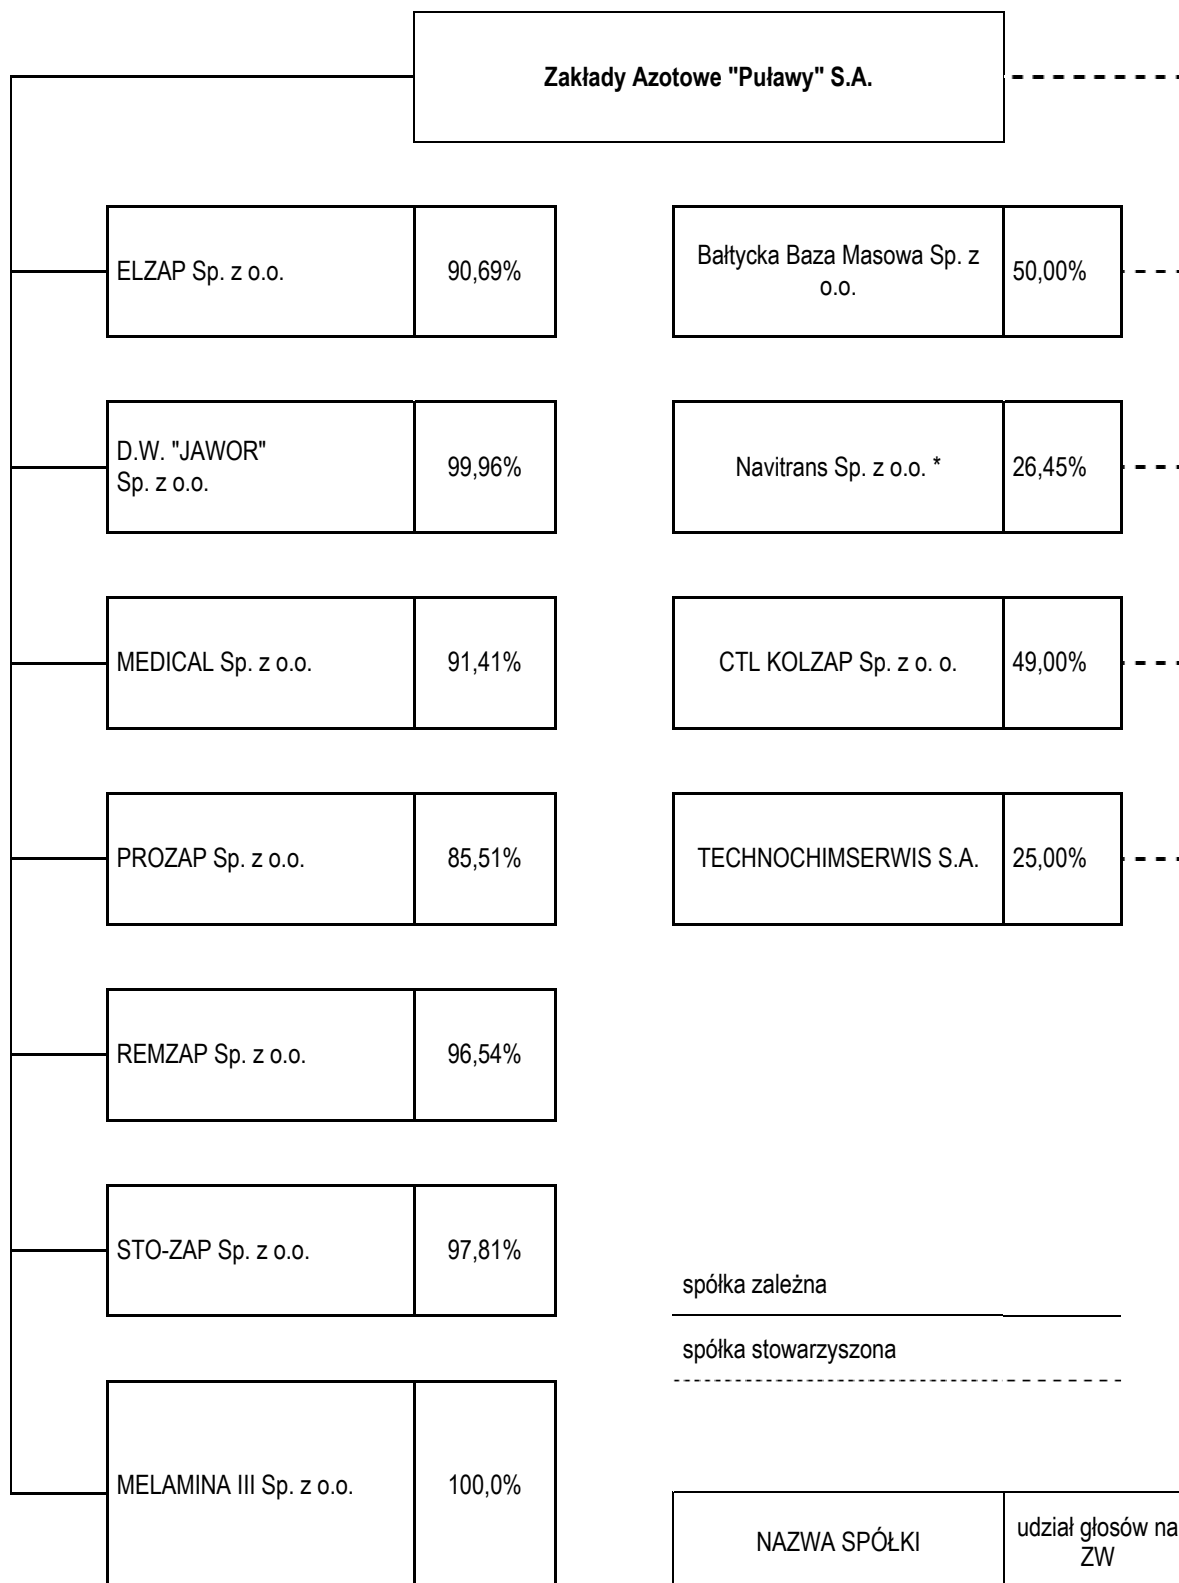 Zakłady Azotowe "Puławy" S.A.
ELZAP Sp. z o.o.
90,69%
Bałtycka Baza Masowa Sp. z
o.o.
50,00%
D.W. "JAWOR"
Sp. z o.o.
99,96%
Navitrans Sp. z o.o. *
26,45%
MEDICAL Sp. z o.o.
91,41%
CTL KOLZAP Sp. z o. o.
49,00%
PROZAP Sp. z o.o.
85,51%
TECHNOCHIMSERWIS S.A.
25,00%
REMZAP Sp. z o.o.
96,54%
STO-ZAP Sp. z o.o.
97,81%
spółka zależna
spółka stowarzyszona
MELAMINA III Sp. z o.o.
100,0%
NAZWA SPÓŁKI
udział głosów na
ZW